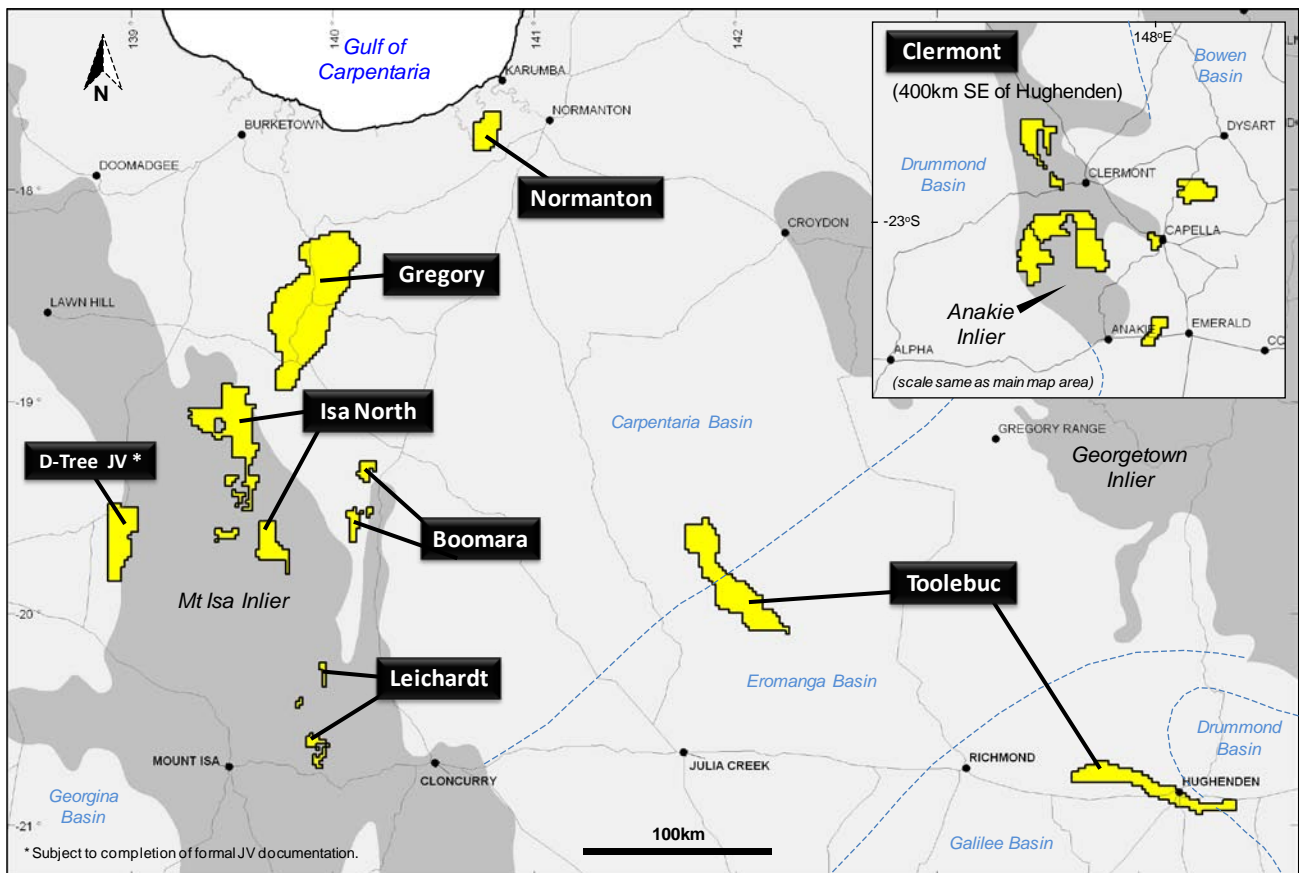 139
140
141
142
Gulf of
Carpentaria
N
KARUMBA
NORMANTON
BURKETOWN
DOOMADGEE
-18°
Normanton
CROYDON
Gregory
LAWN HILL
-19°
Isa North
Carpentaria Basin
GREGORY RANGE
Georgetown
Inlier
D-Tree JV *
Boomara
Toolebuc
Mt Isa Inlier
-20°
Leichardt
Eromanga Basin
Drummond
Basin
MOUNT ISA
CLONCURRY
JULIA CREEK
RICHMOND
HUGHENDEN
Georgina
Basin
-21°
100km
Galilee Basin
* Subject to completion of formal JV documentation.
148°E
Clermont
(400km SE of Hughenden)
Bowen
Basin
DYSART
Drummond
Basin
CLERMONT
-23°S
CAPELLA
Anakie
Inlier
ANAKIE
EMERALD
ALPHA
(scale same as main map area)